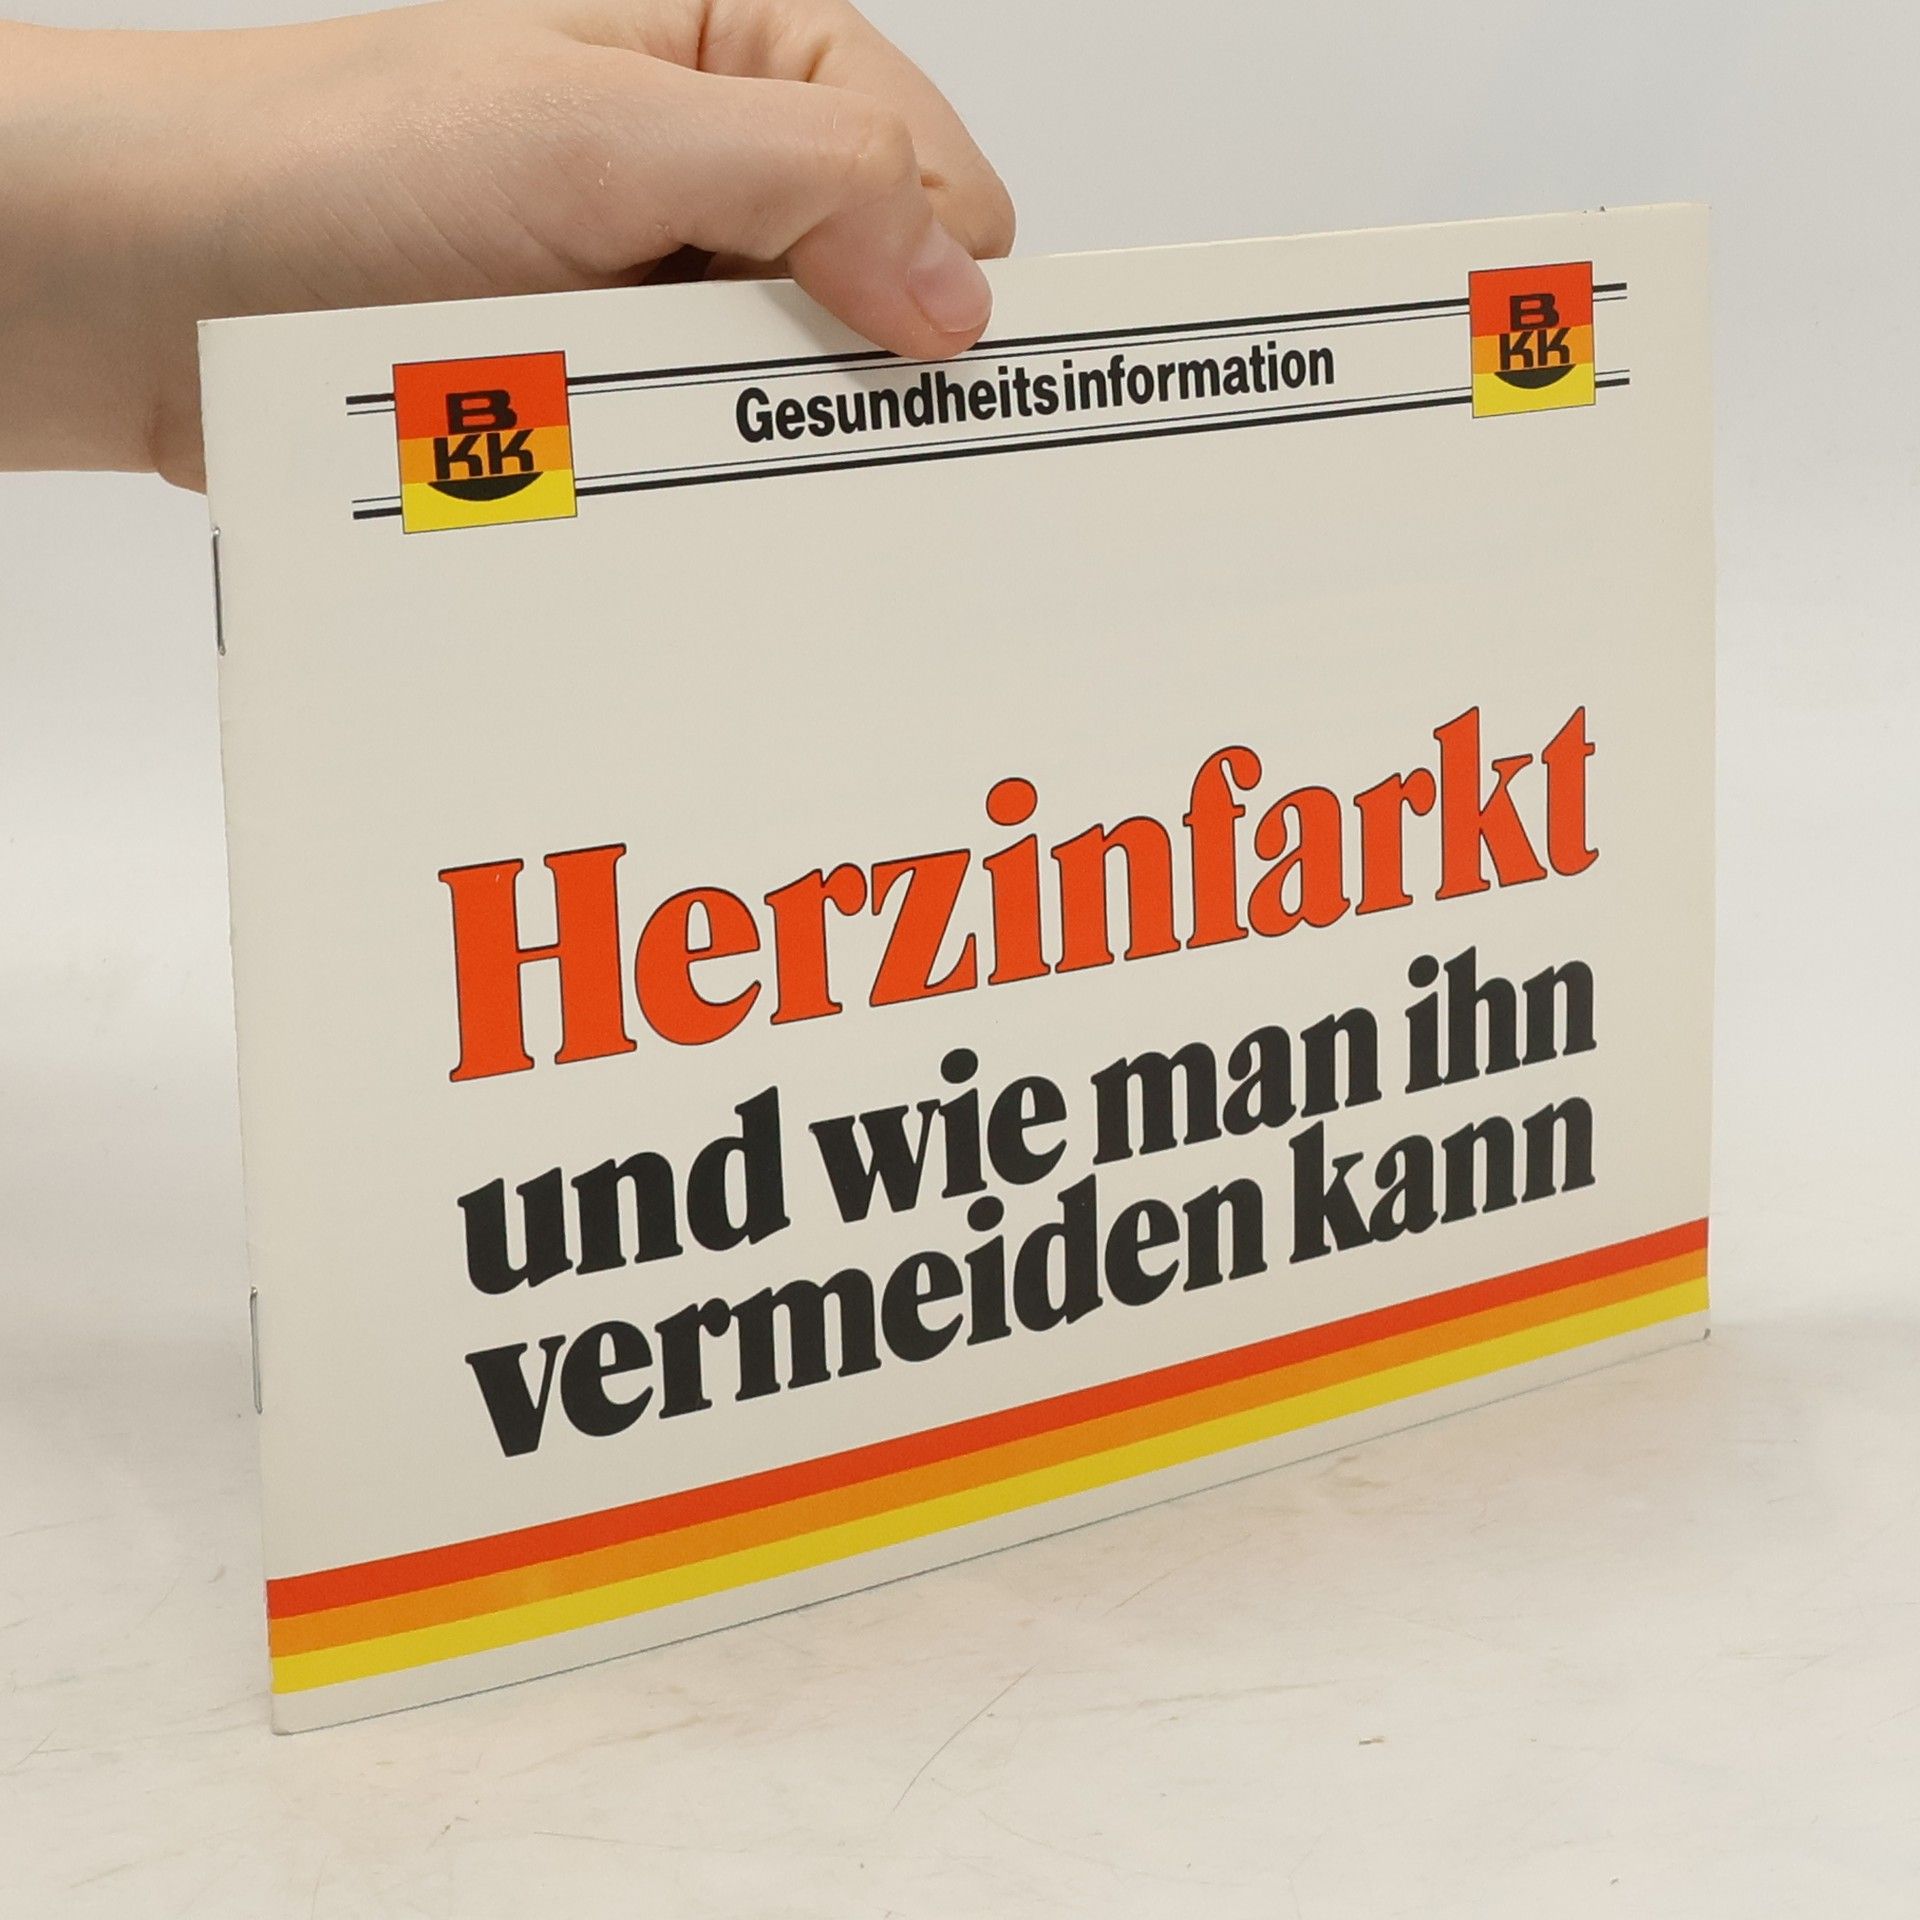 B
KK
Gesundheitsinformation
B
KK
Herzinfarkt
und wie man ihn
vermeiden kann